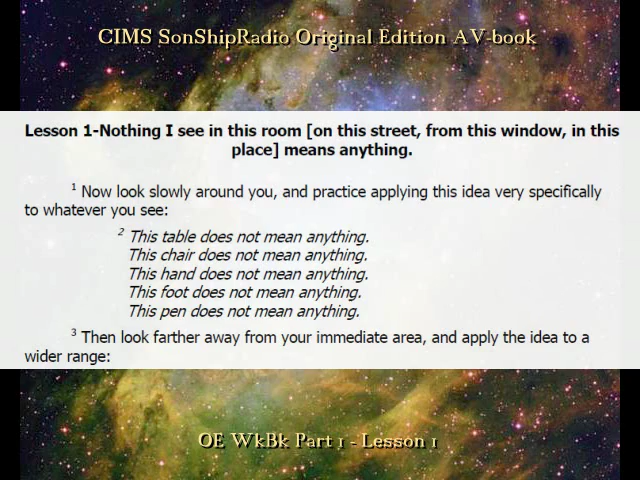 CIMS SonShipRadio Original Edition AV-book
Lesson 1-Nothing I see in this room [on this street, from this window, in this
place] means anything.
1 Now look slowly around you, and practice applying this idea very specifically
to whatever you see:
2 This table does not mean anything.
This chair does not mean anything.
This hand does not mean anything.
This foot does not mean anything.
This pen does not mean anything.
3 Then look farther away from your immediate area, and apply the idea to a
wider range:
OE WkBk Part 1 - Lesson 1